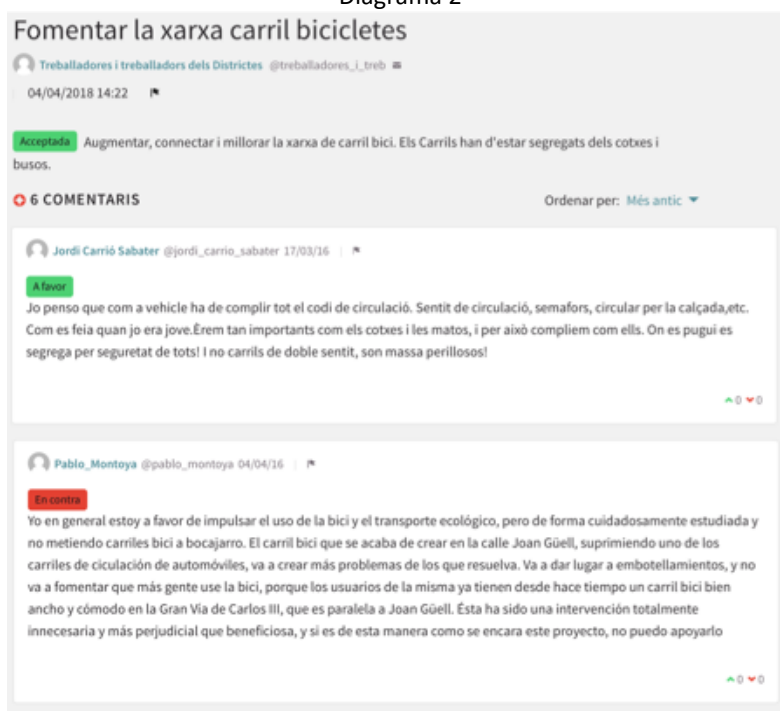 Diagrama 2
Fomentar la xarxa carril bicicletes
Treballadores i treballadors dels Districtes @treballadores_i_treb
04/04/2018 14:22
Acceptada Augmentar, connectar i millorar la xarxa de carril bici. Els Carrils han d'estar segregats dels cotxes i
busos.
6 COMENTARIS Ordenar per: Més antic
Jordi Carrió Sabater @jordi_carrio_sabater 17/03/16
A favor
Jo penso que com a vehicle ha de complir tot el codi de circulació. Sentit de circulació, semafors, circular per la calçada,etc.
Com es feia quan jo era jove.Èrem tan importants com els cotxes i les matos, i per això compliem com ells. On es pugui es
segrega per seguretat de tots! I no carrils de doble sentit, son massa perillosos!
0 0
Pablo_Montoya @pablo_montoya 04/04/16
En contra
Yo en general estoy a favor de impulsar el uso de la bici y el transporte ecológico, pero de forma cuidadosamente estudiada y
no metiendo carriles bici a bocajarro. El carril bici que se acaba de crear en la calle Joan Güell, suprimiendo uno de los
carriles de ciculación de automóviles, va a crear más problemas de los que resuelva. Va a dar lugar a embotellamientos, y no
va a fomentar que más gente use la bici, porque los usuarios de la misma ya tienen desde hace tiempo un carril bici bien
ancho y cómodo en la Gran Via de Carlos III, que es paralela a Joan Güell. Ésta ha sido una intervención totalmente
innecesaria y más perjudicial que beneficiosa, y si es de esta manera como se encara este proyecto, no puedo apoyarlo
0 0